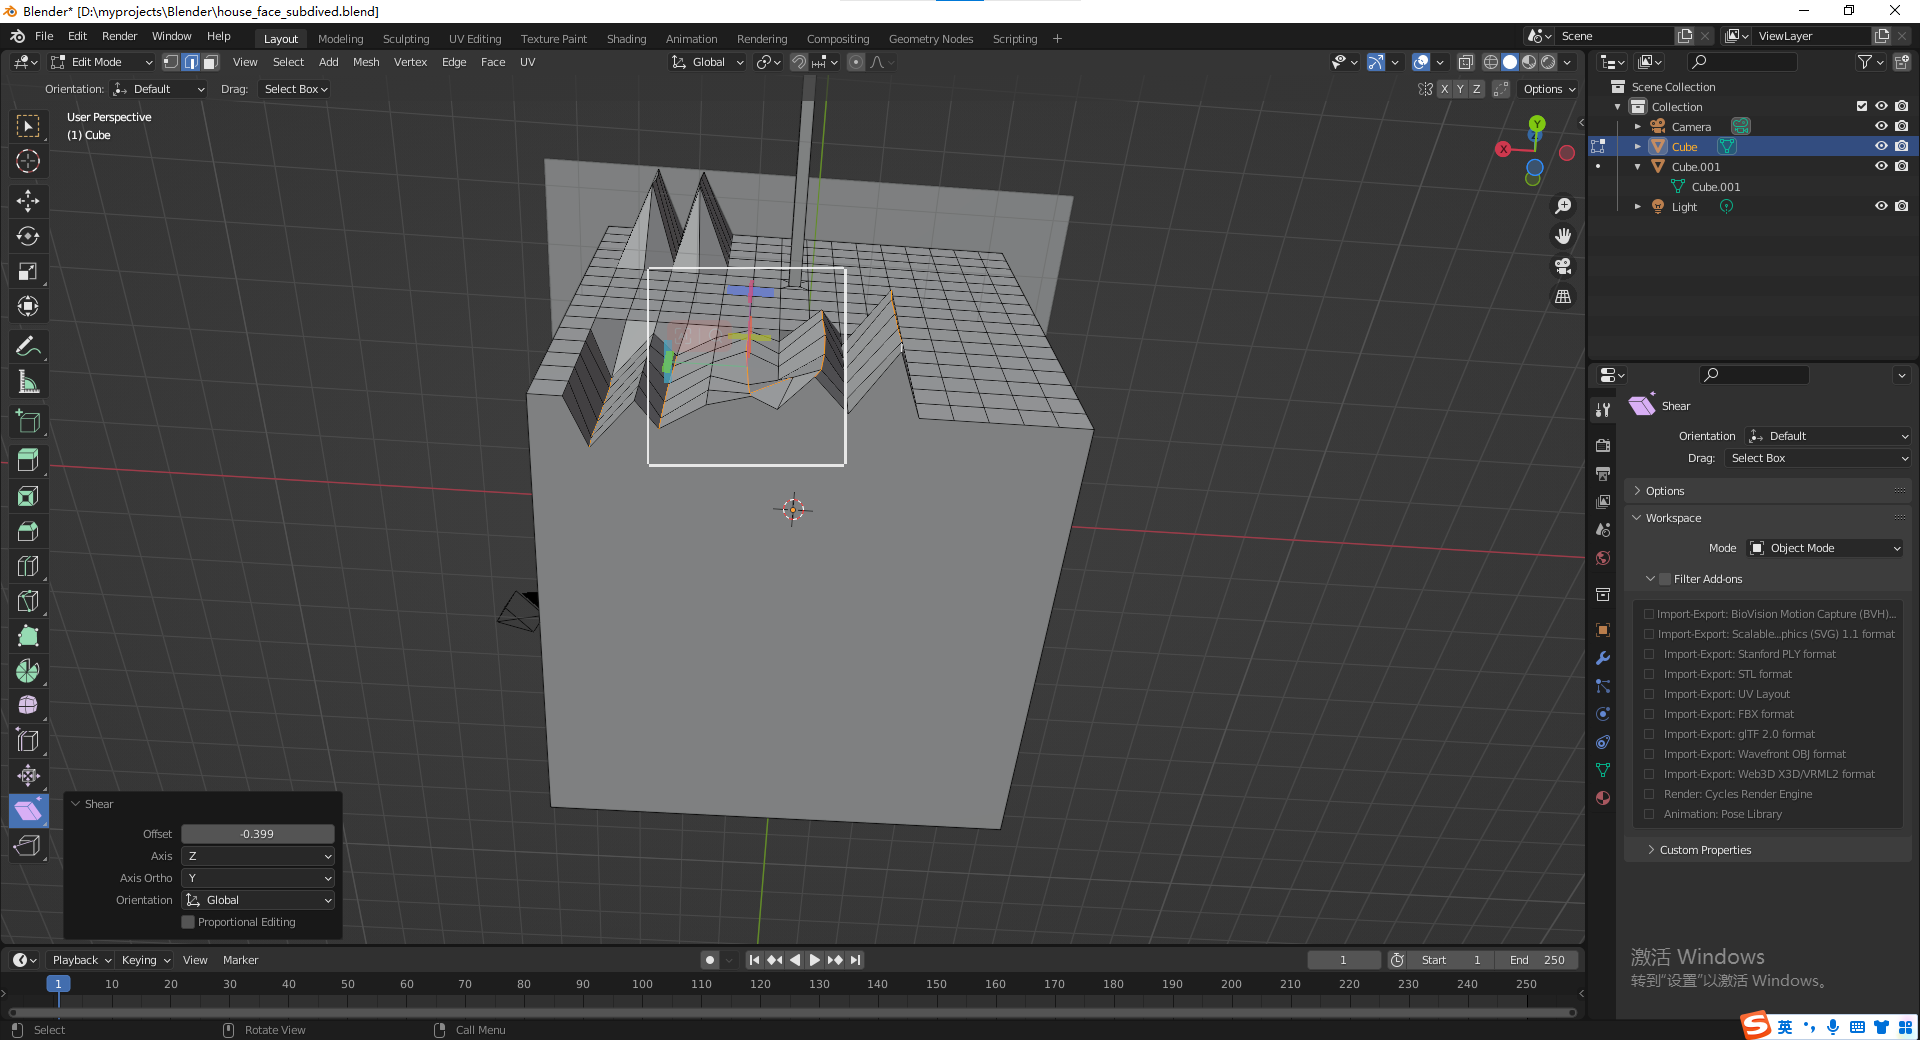 Blender* [D:\myprojects\Blender\house_face_subdived.blend]
File Edit Render Window Help Layout Modeling Sculpting UV Editing Texture Paint Shading Animation Rendering Compositing Geometry Nodes Scripting + Scene ViewLayer
Edit Mode View Select Add Mesh Vertex Edge Face UV Global
Orientation: Default Drag: Select Box X Y Z Options
User Perspective
(1) Cube
Y
X
Scene Collection
Collection
Camera
Cube
Cube.001
Cube.001
Light
Shear
Orientation Default
Drag: Select Box
Options
Workspace
Mode Object Mode
Filter Add-ons
Import-Export: BioVision Motion Capture (BVH)...
Import-Export: Scalable...phics (SVG) 1.1 format
Import-Export: Stanford PLY format
Import-Export: STL format
Import-Export: UV Layout
Import-Export: FBX format
Import-Export: glTF 2.0 format
Import-Export: Wavefront OBJ format
Import-Export: Web3D X3D/VRML2 format
Render: Cycles Render Engine
Animation: Pose Library
Custom Properties
Shear
Offset -0.399
Axis Z
Axis Ortho Y
Orientation Global
Proportional Editing
Playback Keying View Marker 1 Start 1 End 250
1 10 20 30 40 50 60 70 80 90 100 110 120 130 140 150 160 170 180 190 200 210 220 230 240 250
激活 Windows
转到“设置”以激活 Windows。
Select Rotate View Call Menu
S 英